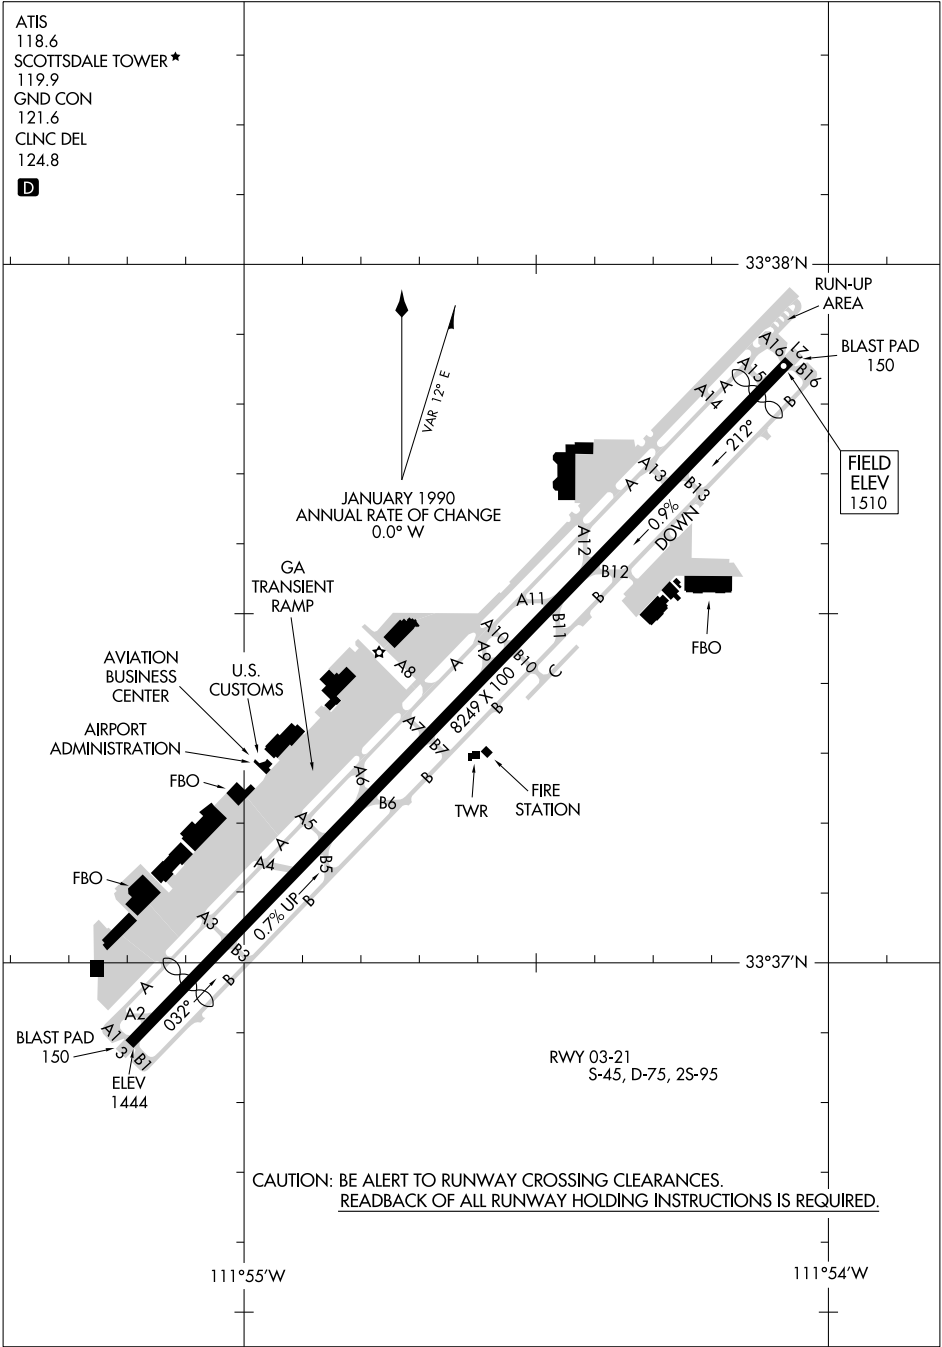 ATIS
118.6
SCOTTSDALE TOWER★
119.9
GND CON
121.6
CLNC DEL
124.8
D
33°38'N
RUN-UP
AREA
BLAST PAD
150
A16
21
B16
A15
A
B
A14
212°
VAR 12° E
JANUARY 1990
ANNUAL RATE OF CHANGE
0.0° W
FIELD
ELEV
1510
A13
A
B13
0.9%
DOWN
A12
B12
B
FBO
GA
TRANSIENT
RAMP
A11
B11
A10
A9
B10
C
A8
A
8249 X 100
B
AVIATION
BUSINESS
CENTER
U.S.
CUSTOMS
AIRPORT
ADMINISTRATION
FBO
A7
B7
B
A6
B6
TWR
FIRE
STATION
A5
A
A4
B5
B
FBO
A3
0.7% UP
B3
B
33°37'N
A
032°
A2
A1
3
B1
BLAST PAD
150
ELEV
1444
RWY 03-21
S-45, D-75, 2S-95
CAUTION: BE ALERT TO RUNWAY CROSSING CLEARANCES.
READBACK OF ALL RUNWAY HOLDING INSTRUCTIONS IS REQUIRED.
111°55'W
111°54'W